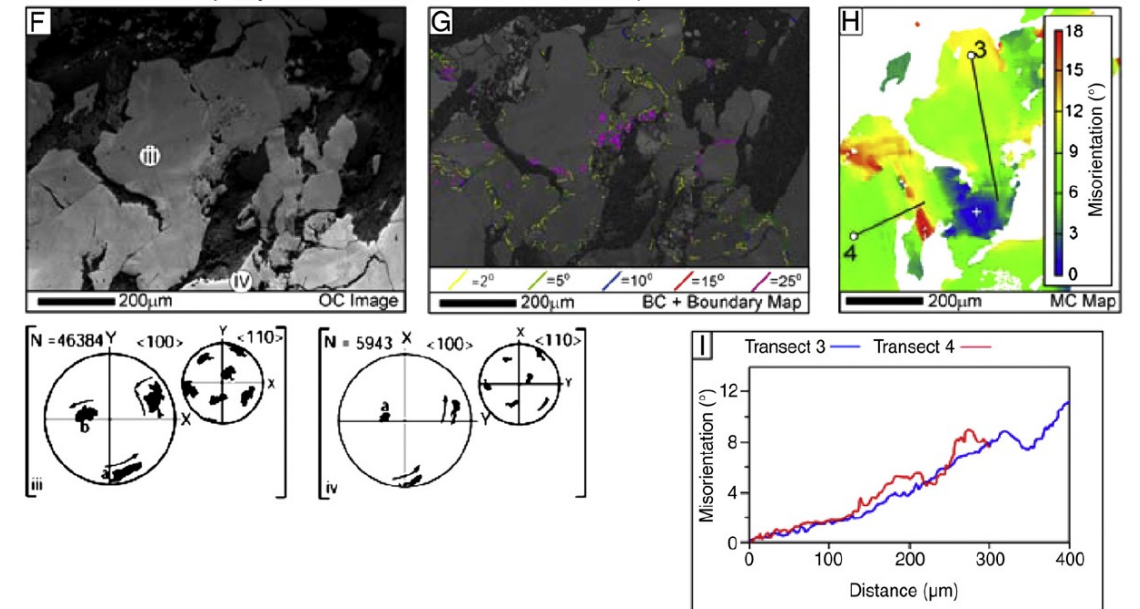 F
iii
IV
200µm
OC Image
G
=2° =5° =10° =15° =25°
200µm
BC + Boundary Map
H
3
4
18
15
12
9
6
3
0
Misorientation (°)
200µm
MC Map
N =46384 Y <100>
Y <110>
X
X
b
a
iii
N = 5943 X <100>
X <110>
Y
Y
a
iv
I
Transect 3 Transect 4
Misorientation (°)
12
8
4
0
0 100 200 300 400
Distance (µm)